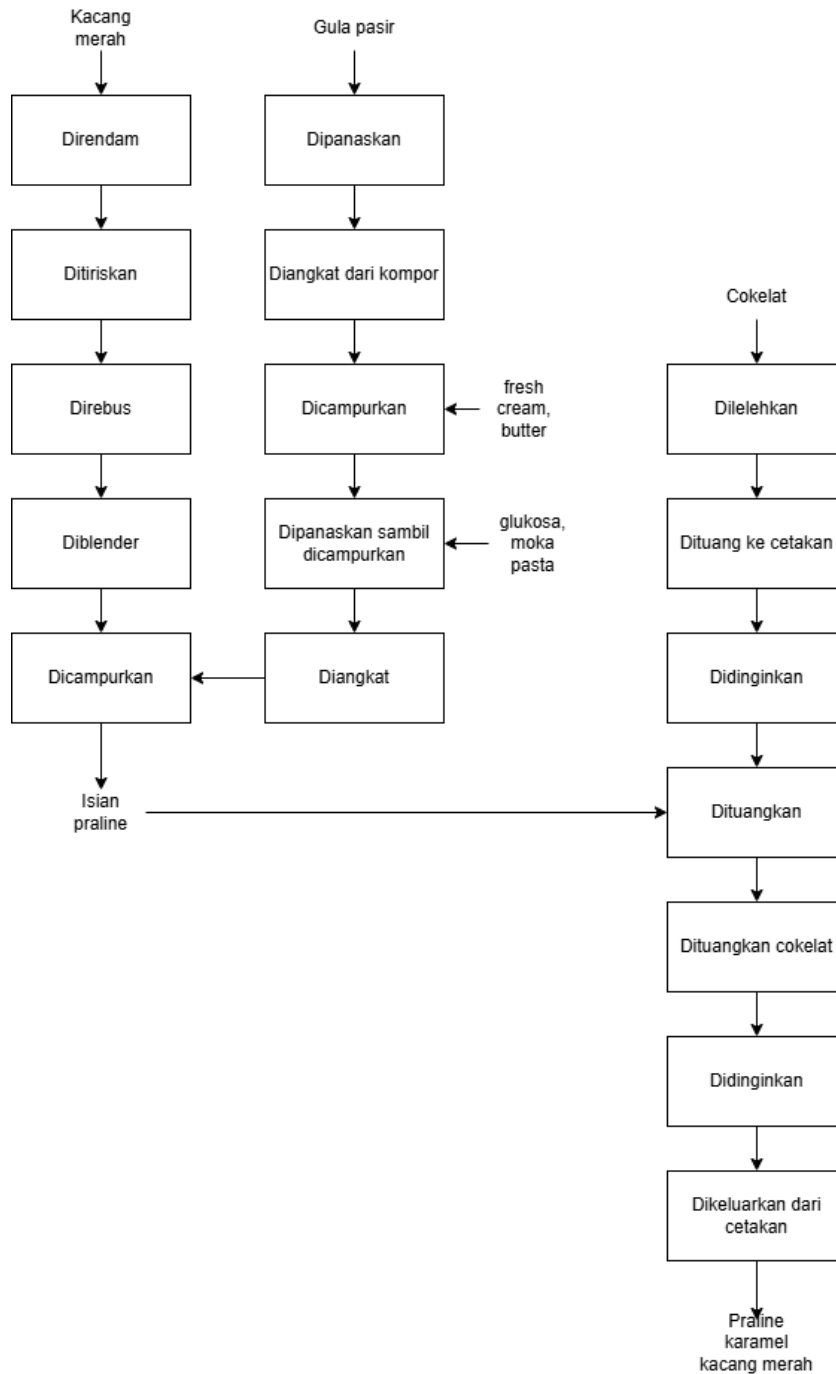 Kacang
merah
Gula pasir
Direndam
Dipanaskan
Ditiriskan
Diangkat dari kompor
Cokelat
Direbus
Dicampurkan
fresh
cream,
butter
Dilelehkan
Diblender
Dipanaskan sambil
dicampurkan
glukosa,
moka
pasta
Dituang ke cetakan
Dicampurkan
Diangkat
Didinginkan
Isian
praline
Dituangkan
Dituangkan cokelat
Didinginkan
Dikeluarkan dari
cetakan
Praline
karamel
kacang merah